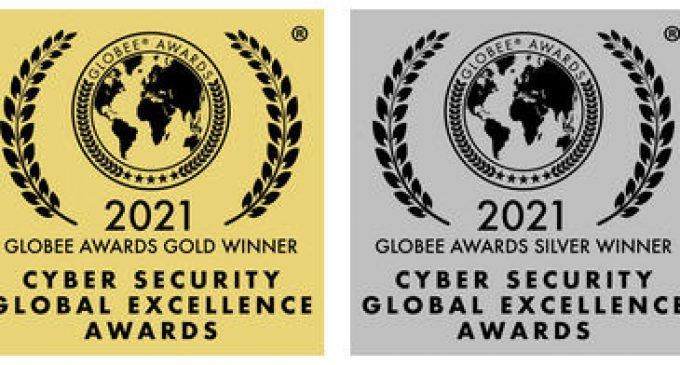 ®
GLOBEE® AWARDS
2021
GLOBEE AWARDS GOLD WINNER
CYBER SECURITY
GLOBAL EXCELLENCE
AWARDS
®
GLOBEE® AWARDS
2021
GLOBEE AWARDS SILVER WINNER
CYBER SECURITY
GLOBAL EXCELLENCE
AWARDS